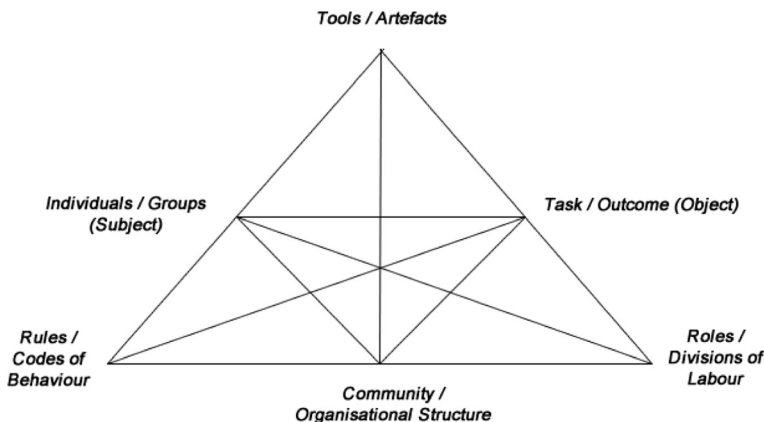 Tools / Artefacts
Individuals / Groups
(Subject)
Task / Outcome (Object)
Rules /
Codes of
Behaviour
Community /
Organisational Structure
Roles /
Divisions of
Labour